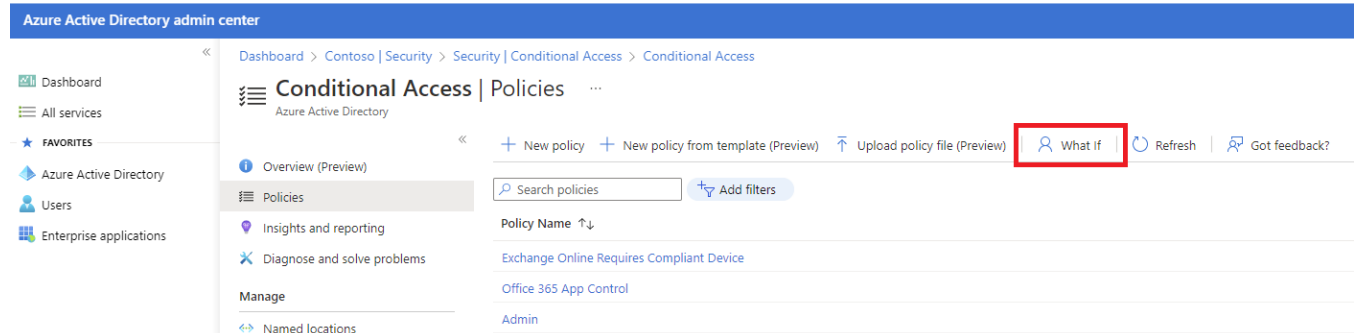 Azure Active Directory admin center
Dashboard > Contoso | Security > Security | Conditional Access > Conditional Access
Dashboard
All services
FAVORITES
Azure Active Directory
Users
Enterprise applications
Conditional Access | Policies ...
Azure Active Directory
Overview (Preview)
Policies
Insights and reporting
Diagnose and solve problems
Manage
Named locations
New policy New policy from template (Preview) Upload policy file (Preview) What If Refresh Got feedback?
Search policies Add filters
Policy Name
Exchange Online Requires Compliant Device
Office 365 App Control
Admin